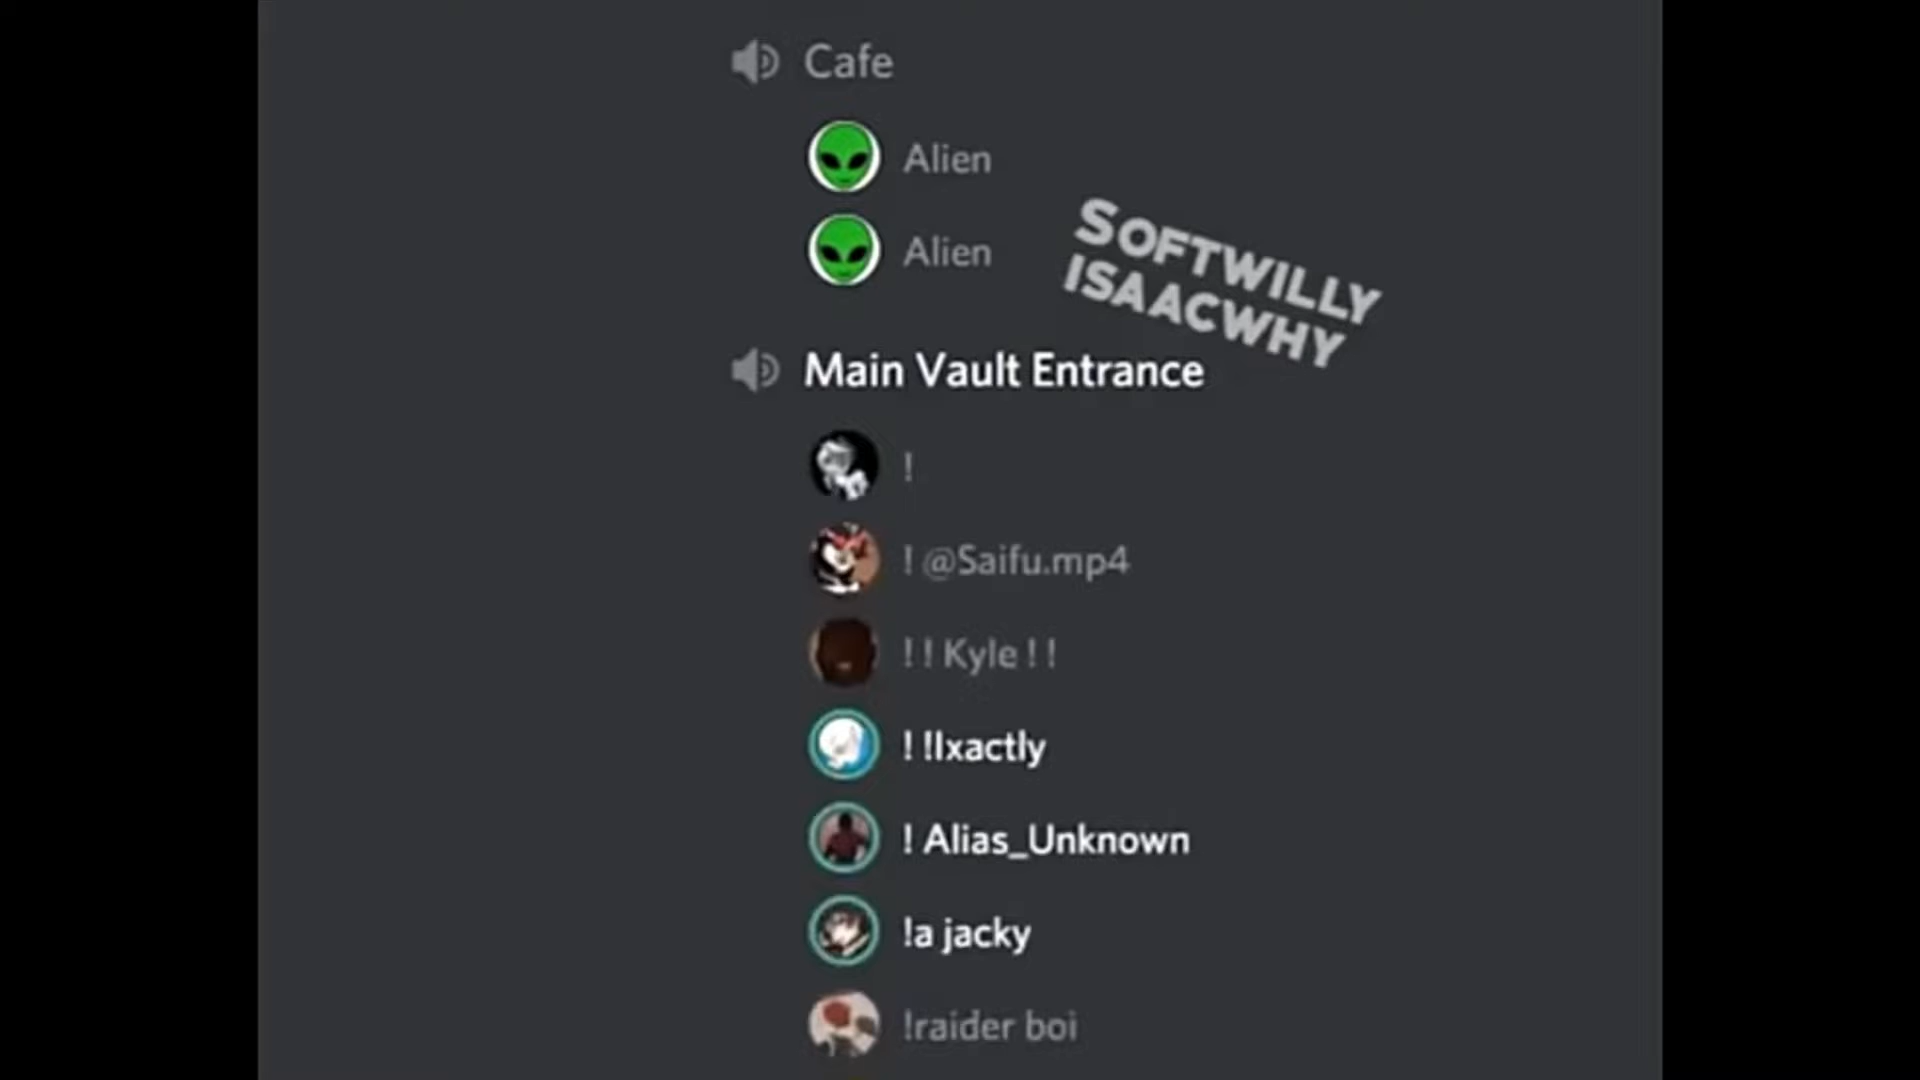 Cafe
Alien
Alien
SOFTWILLY
ISAACWHY
Main Vault Entrance
!
! @Saifu.mp4
! ! Kyle ! !
! !Ixactly
! Alias_Unknown
!a jacky
!raider boi